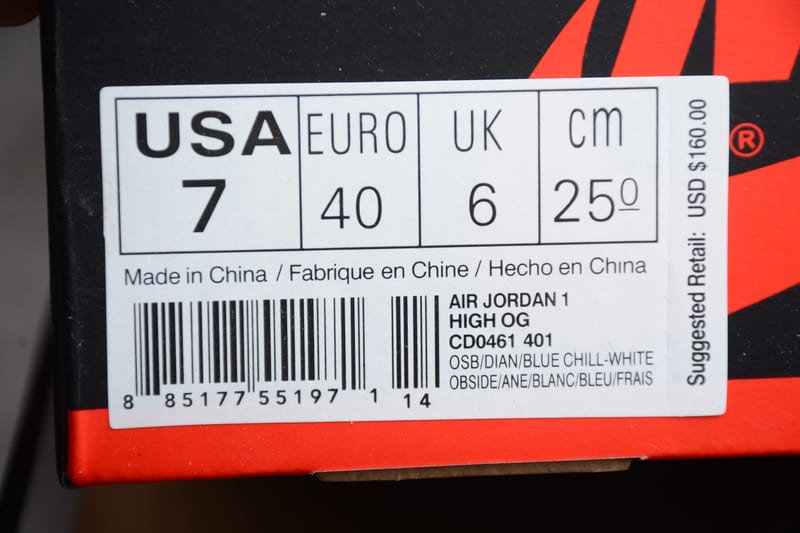 USA EURO UK cm
7 40 6 25⁰
Made in China / Fabrique en Chine / Hecho en China
AIR JORDAN 1
HIGH OG
CD0461 401
OSB/DIAN/BLUE CHILL-WHITE
OBSIDE/ANE/BLANC/BLEU/FRAIS
8 85177 55197 1 14
Suggested Retail: USD $160.00
®